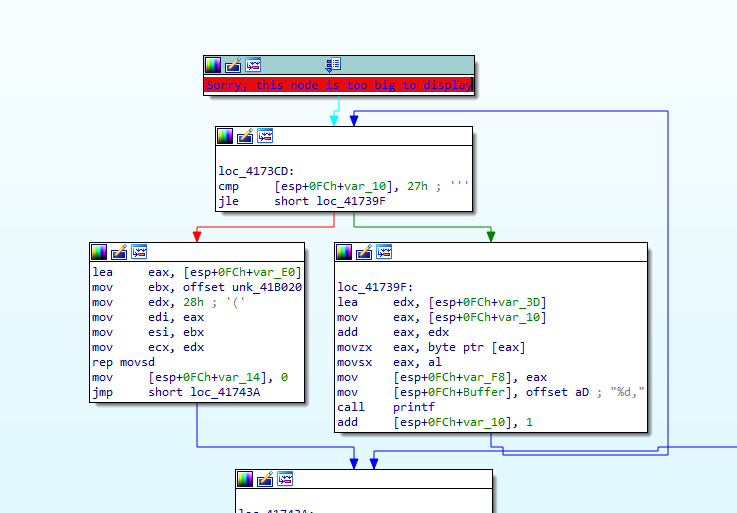 Sorry, this node is too big to display
loc_4173CD:
cmp     [esp+0FCh+var_10], 27h ; '''
jle     short loc_41739F
lea     eax, [esp+0FCh+var_E0]
mov     ebx, offset unk_41B020
mov     edx, 28h ; '('
mov     edi, eax
mov     esi, ebx
mov     ecx, edx
rep movsd
mov     [esp+0FCh+var_14], 0
jmp     short loc_41743A
loc_41739F:
lea     edx, [esp+0FCh+var_3D]
mov     eax, [esp+0FCh+var_10]
add     eax, edx
movzx   eax, byte ptr [eax]
movsx   eax, al
mov     [esp+0FCh+var_F8], eax
mov     [esp+0FCh+Buffer], offset aD ; "%d,"
call    printf
add     [esp+0FCh+var_10], 1
loc_41743A: